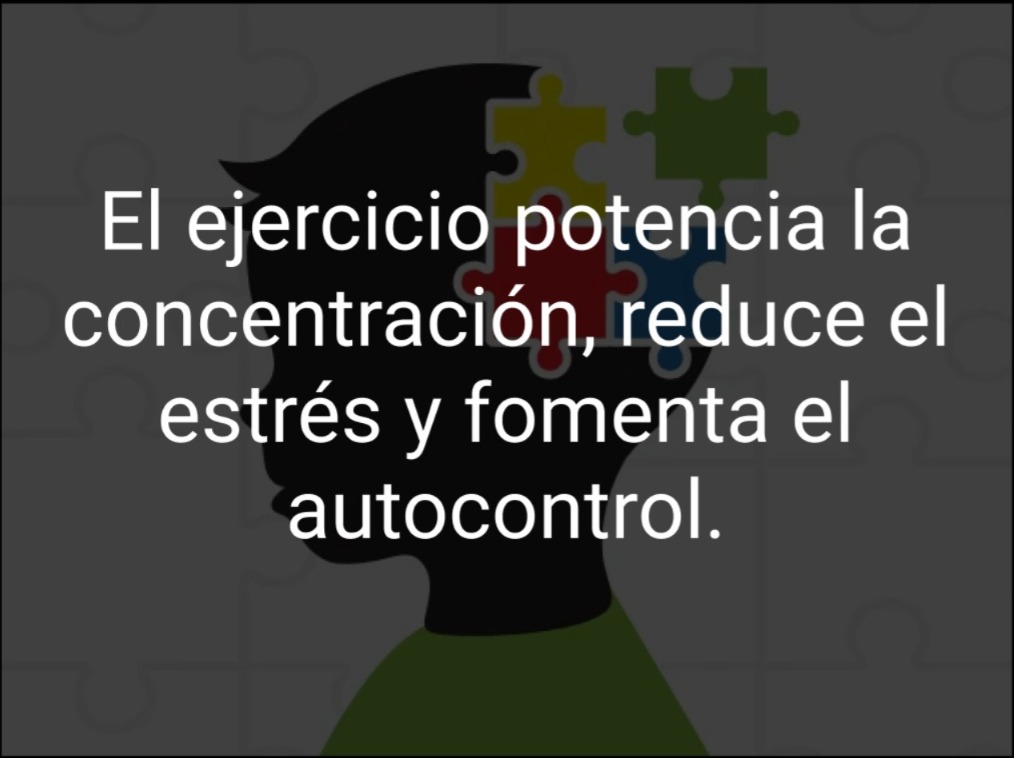 El ejercicio potencia la
concentración, reduce el
estrés y fomenta el
autocontrol.